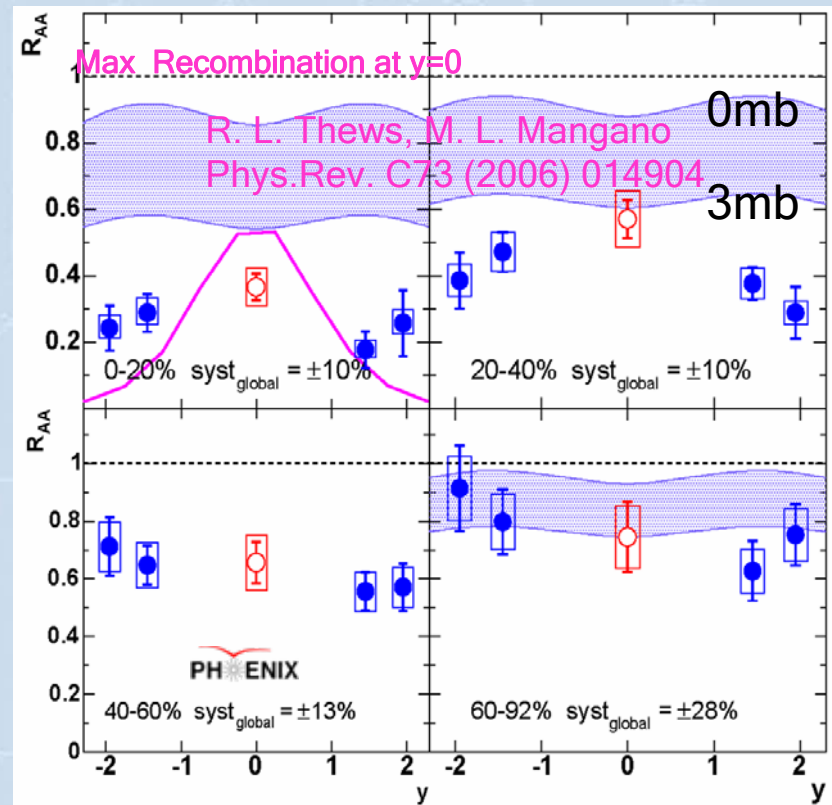 R_AA
Max Recombination at y=0
R. L. Thews, M. L. Mangano
Phys.Rev. C73 (2006) 014904
0mb
3mb
1
0.8
0.6
0.4
0.2
0-20% syst_global = ±10%
20-40% syst_global = ±10%
R_AA
1
0.8
0.6
0.4
0.2
0
PHENIX
40-60% syst_global = ±13%
60-92% syst_global = ±28%
-2 -1 0 1 2
-2 -1 0 1 2
y
y